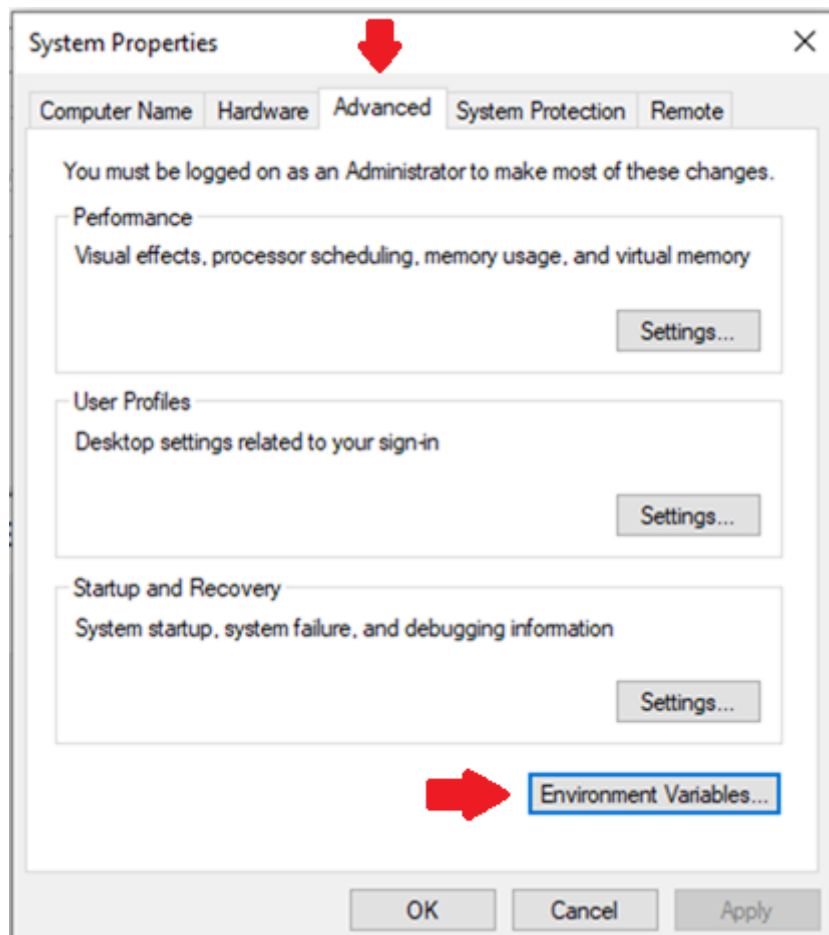 System Properties
Computer Name Hardware Advanced System Protection Remote
You must be logged on as an Administrator to make most of these changes.
Performance
Visual effects, processor scheduling, memory usage, and virtual memory
Settings...
User Profiles
Desktop settings related to your sign-in
Settings...
Startup and Recovery
System startup, system failure, and debugging information
Settings...
Environment Variables...
OK Cancel Apply